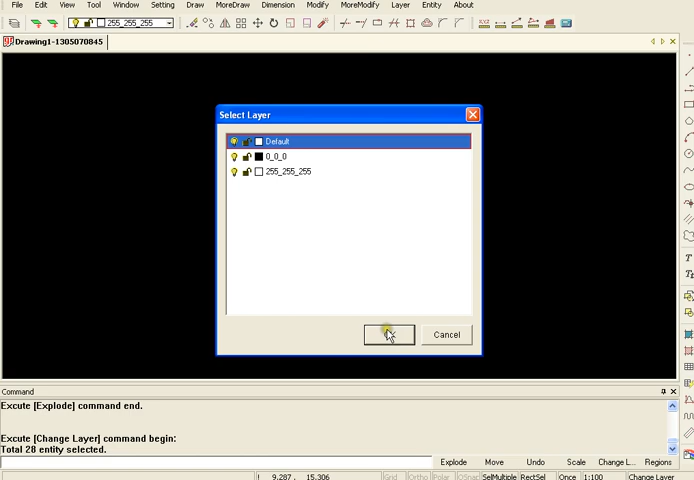 File Edit View Tool Window Setting Draw MoreDraw Dimension Modify MoreModify Layer Entity About
255_255_255
Drawing1-1305070845
Select Layer
Default
0_0_0
255_255_255
Cancel
Command
Excute [Explode] command end.
Excute [Change Layer] command begin:
Total 28 entity selected.
Explode Move Undo Scale Change L... Regions
! 9.287 , 15.306 Grid Ortho Polar OSnap SelMultiple RectSel Once 1:100 Change Layer